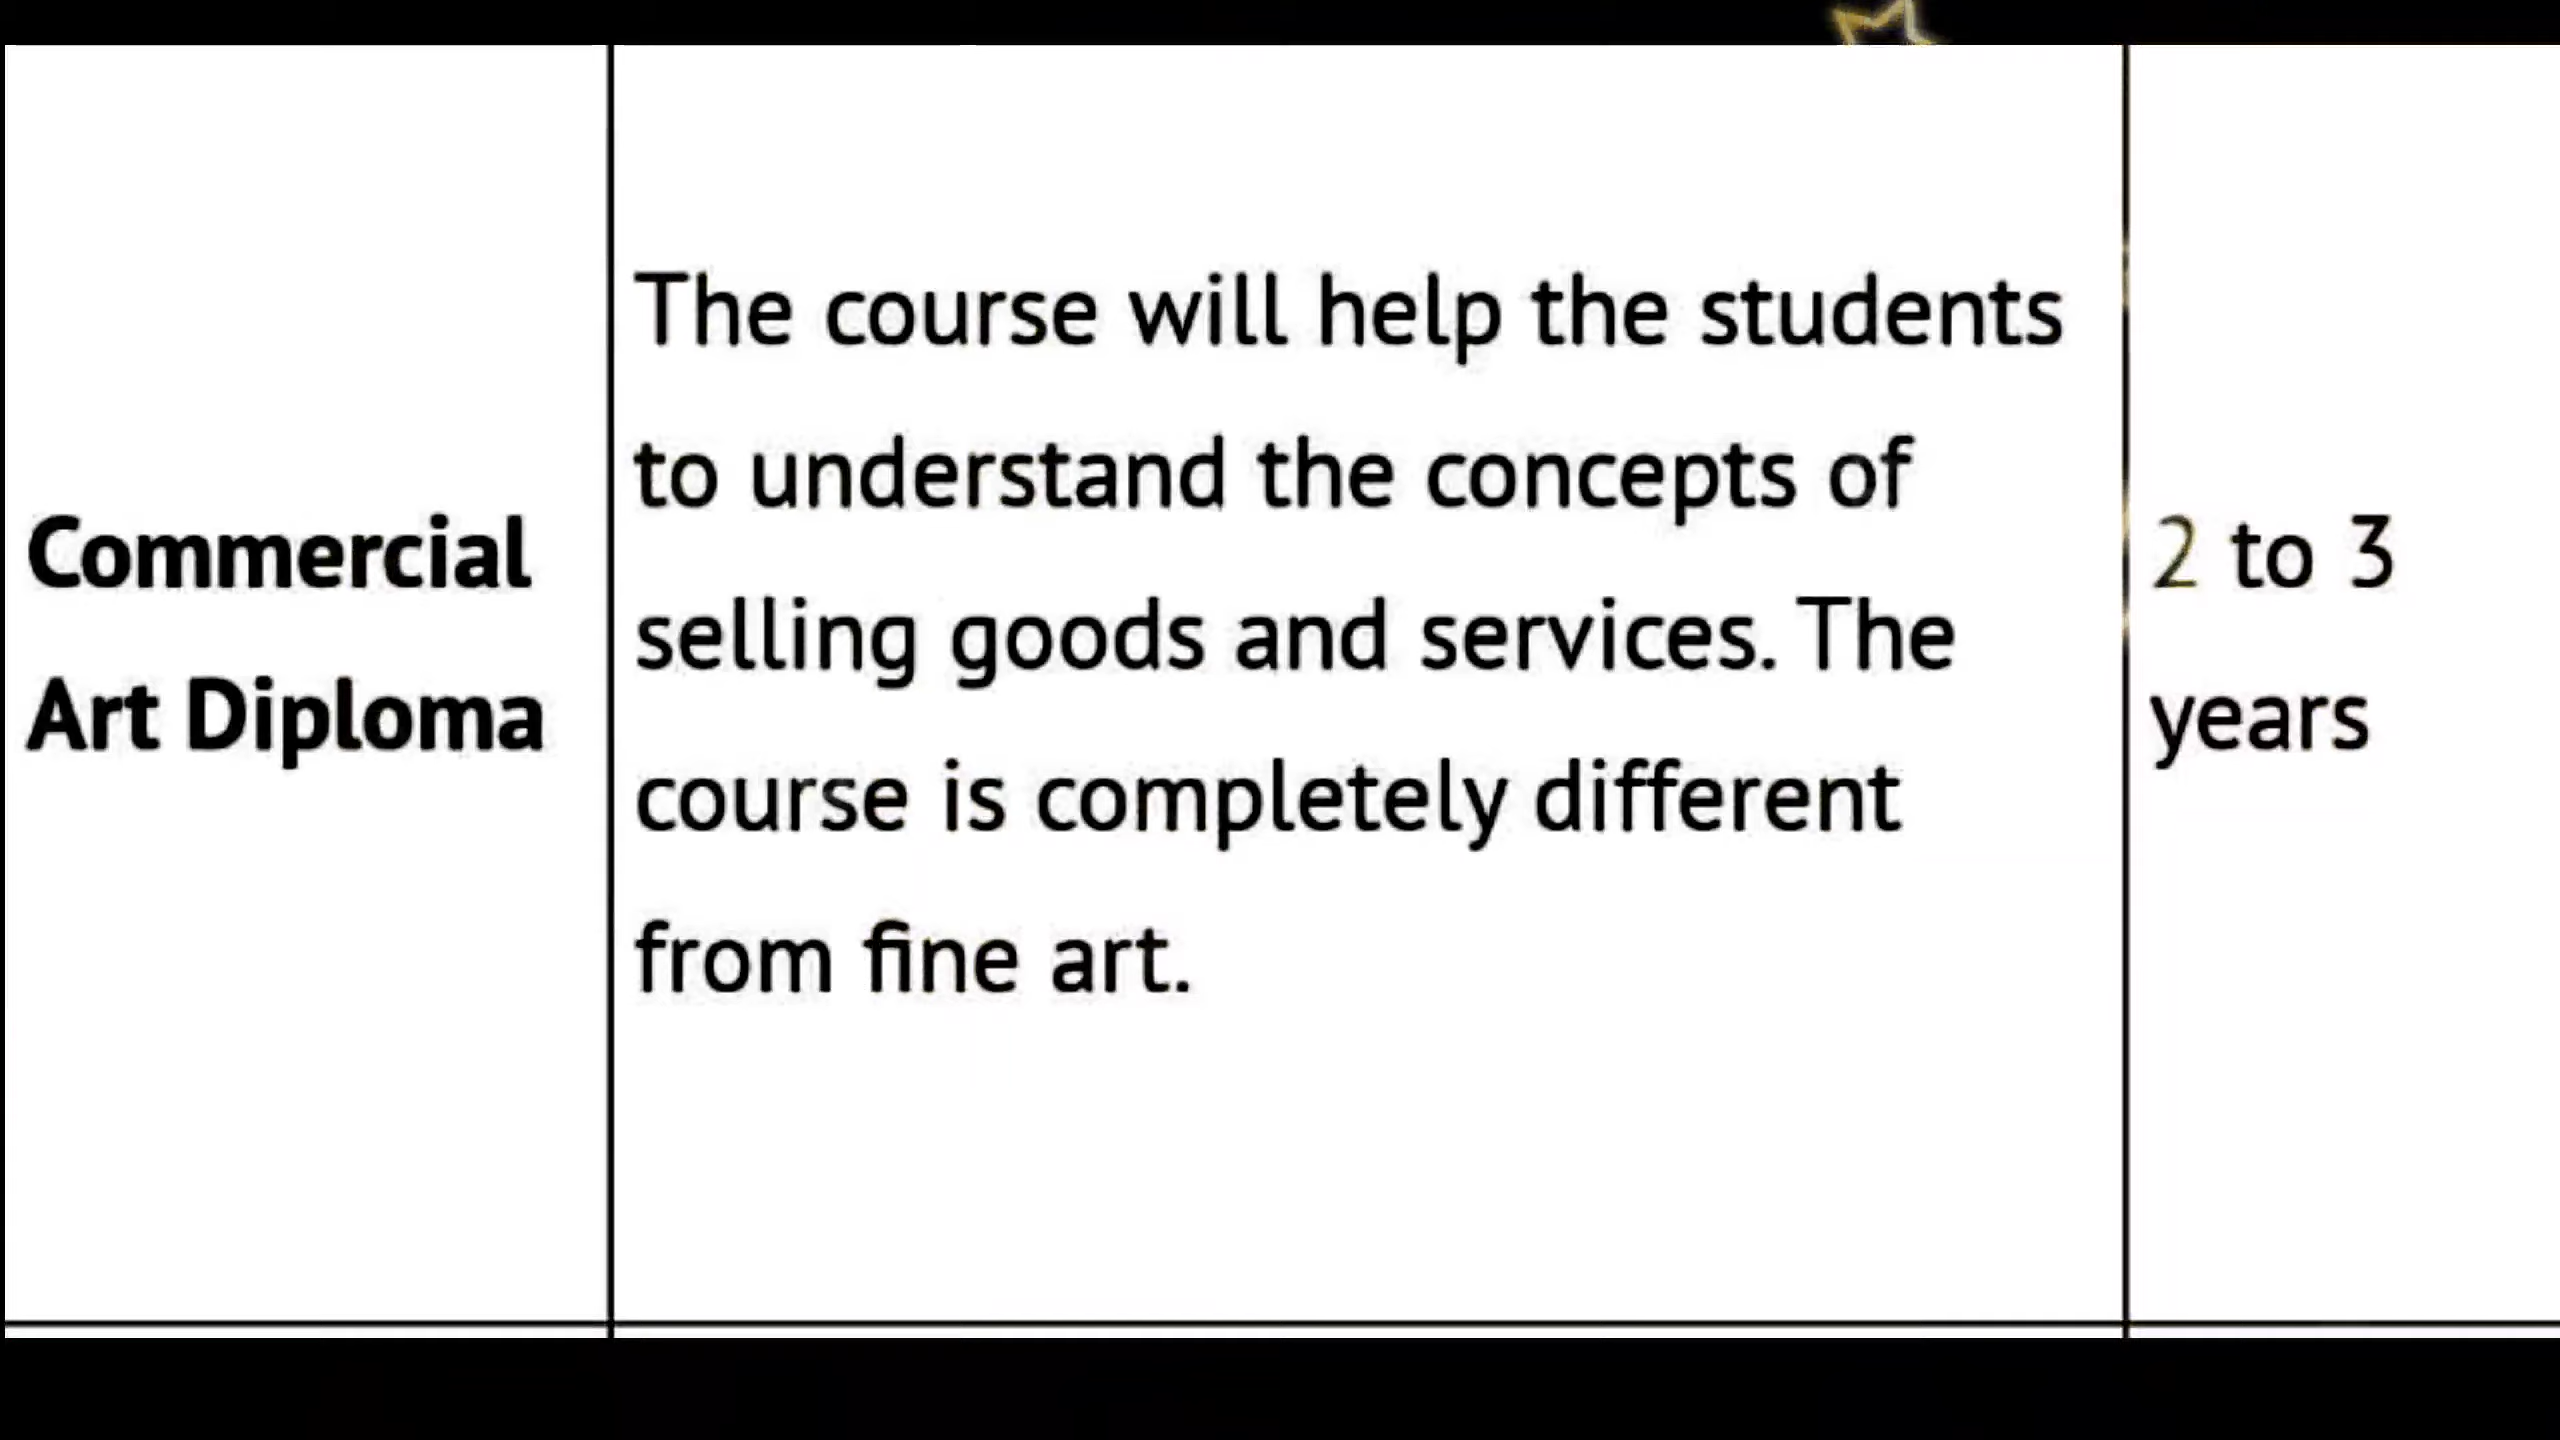 Commercial
Art Diploma
The course will help the students
to understand the concepts of
selling goods and services. The
course is completely different
from fine art.
2 to 3
years